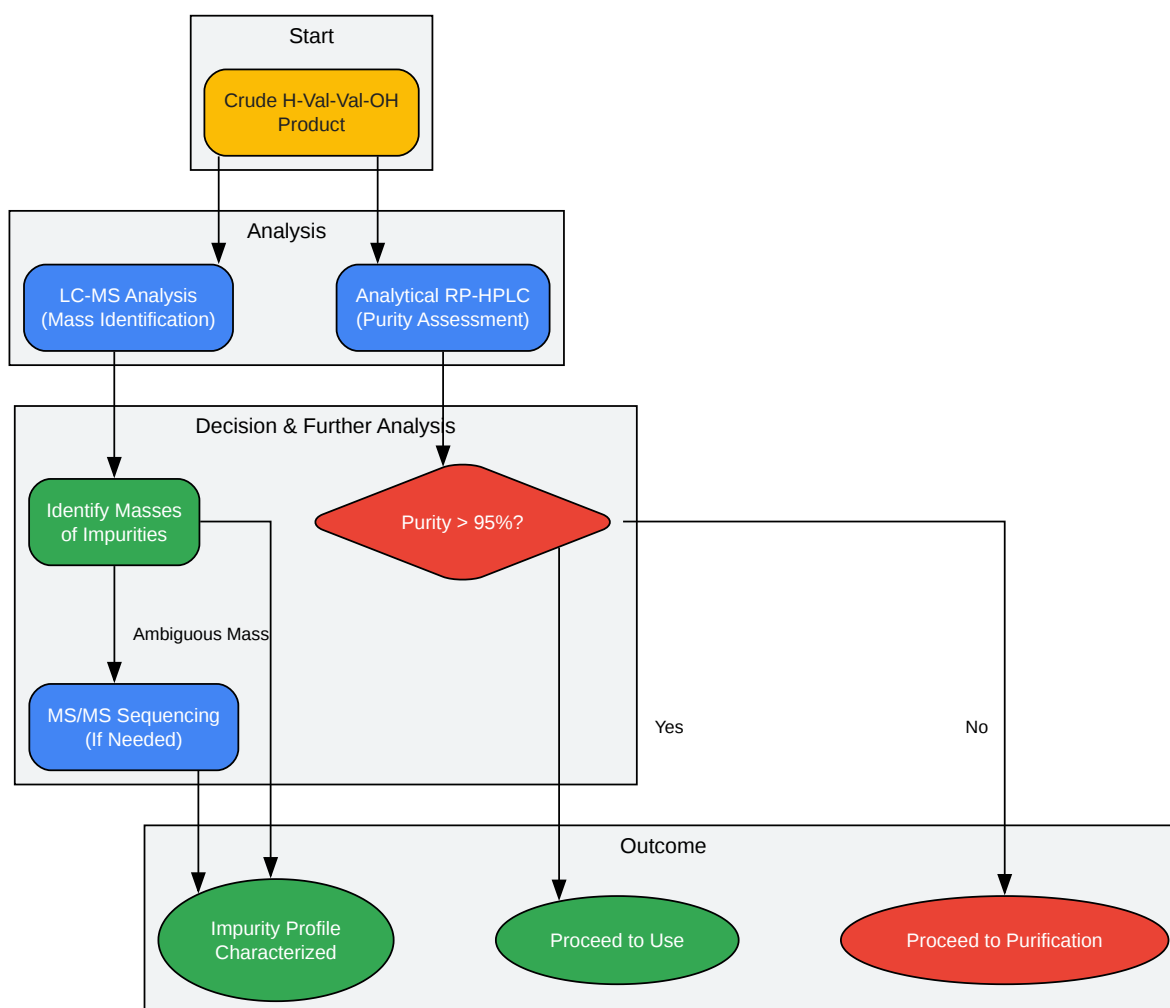 Start
Crude H-Val-Val-OH
Product
Analysis
LC-MS Analysis
(Mass Identification)
Analytical RP-HPLC
(Purity Assessment)
Decision & Further Analysis
Identify Masses
of Impurities
Purity > 95%?
Ambiguous Mass
MS/MS Sequencing
(If Needed)
Yes
No
Outcome
Impurity Profile
Characterized
Proceed to Use
Proceed to Purification